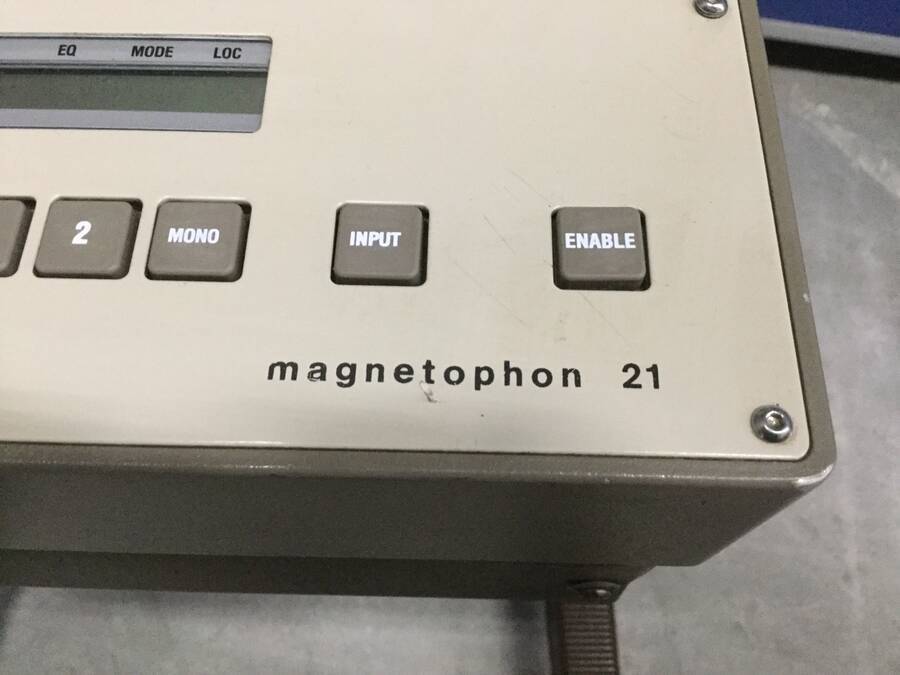 EQ MODE LOC
2 MONO INPUT ENABLE
magnetophon 21